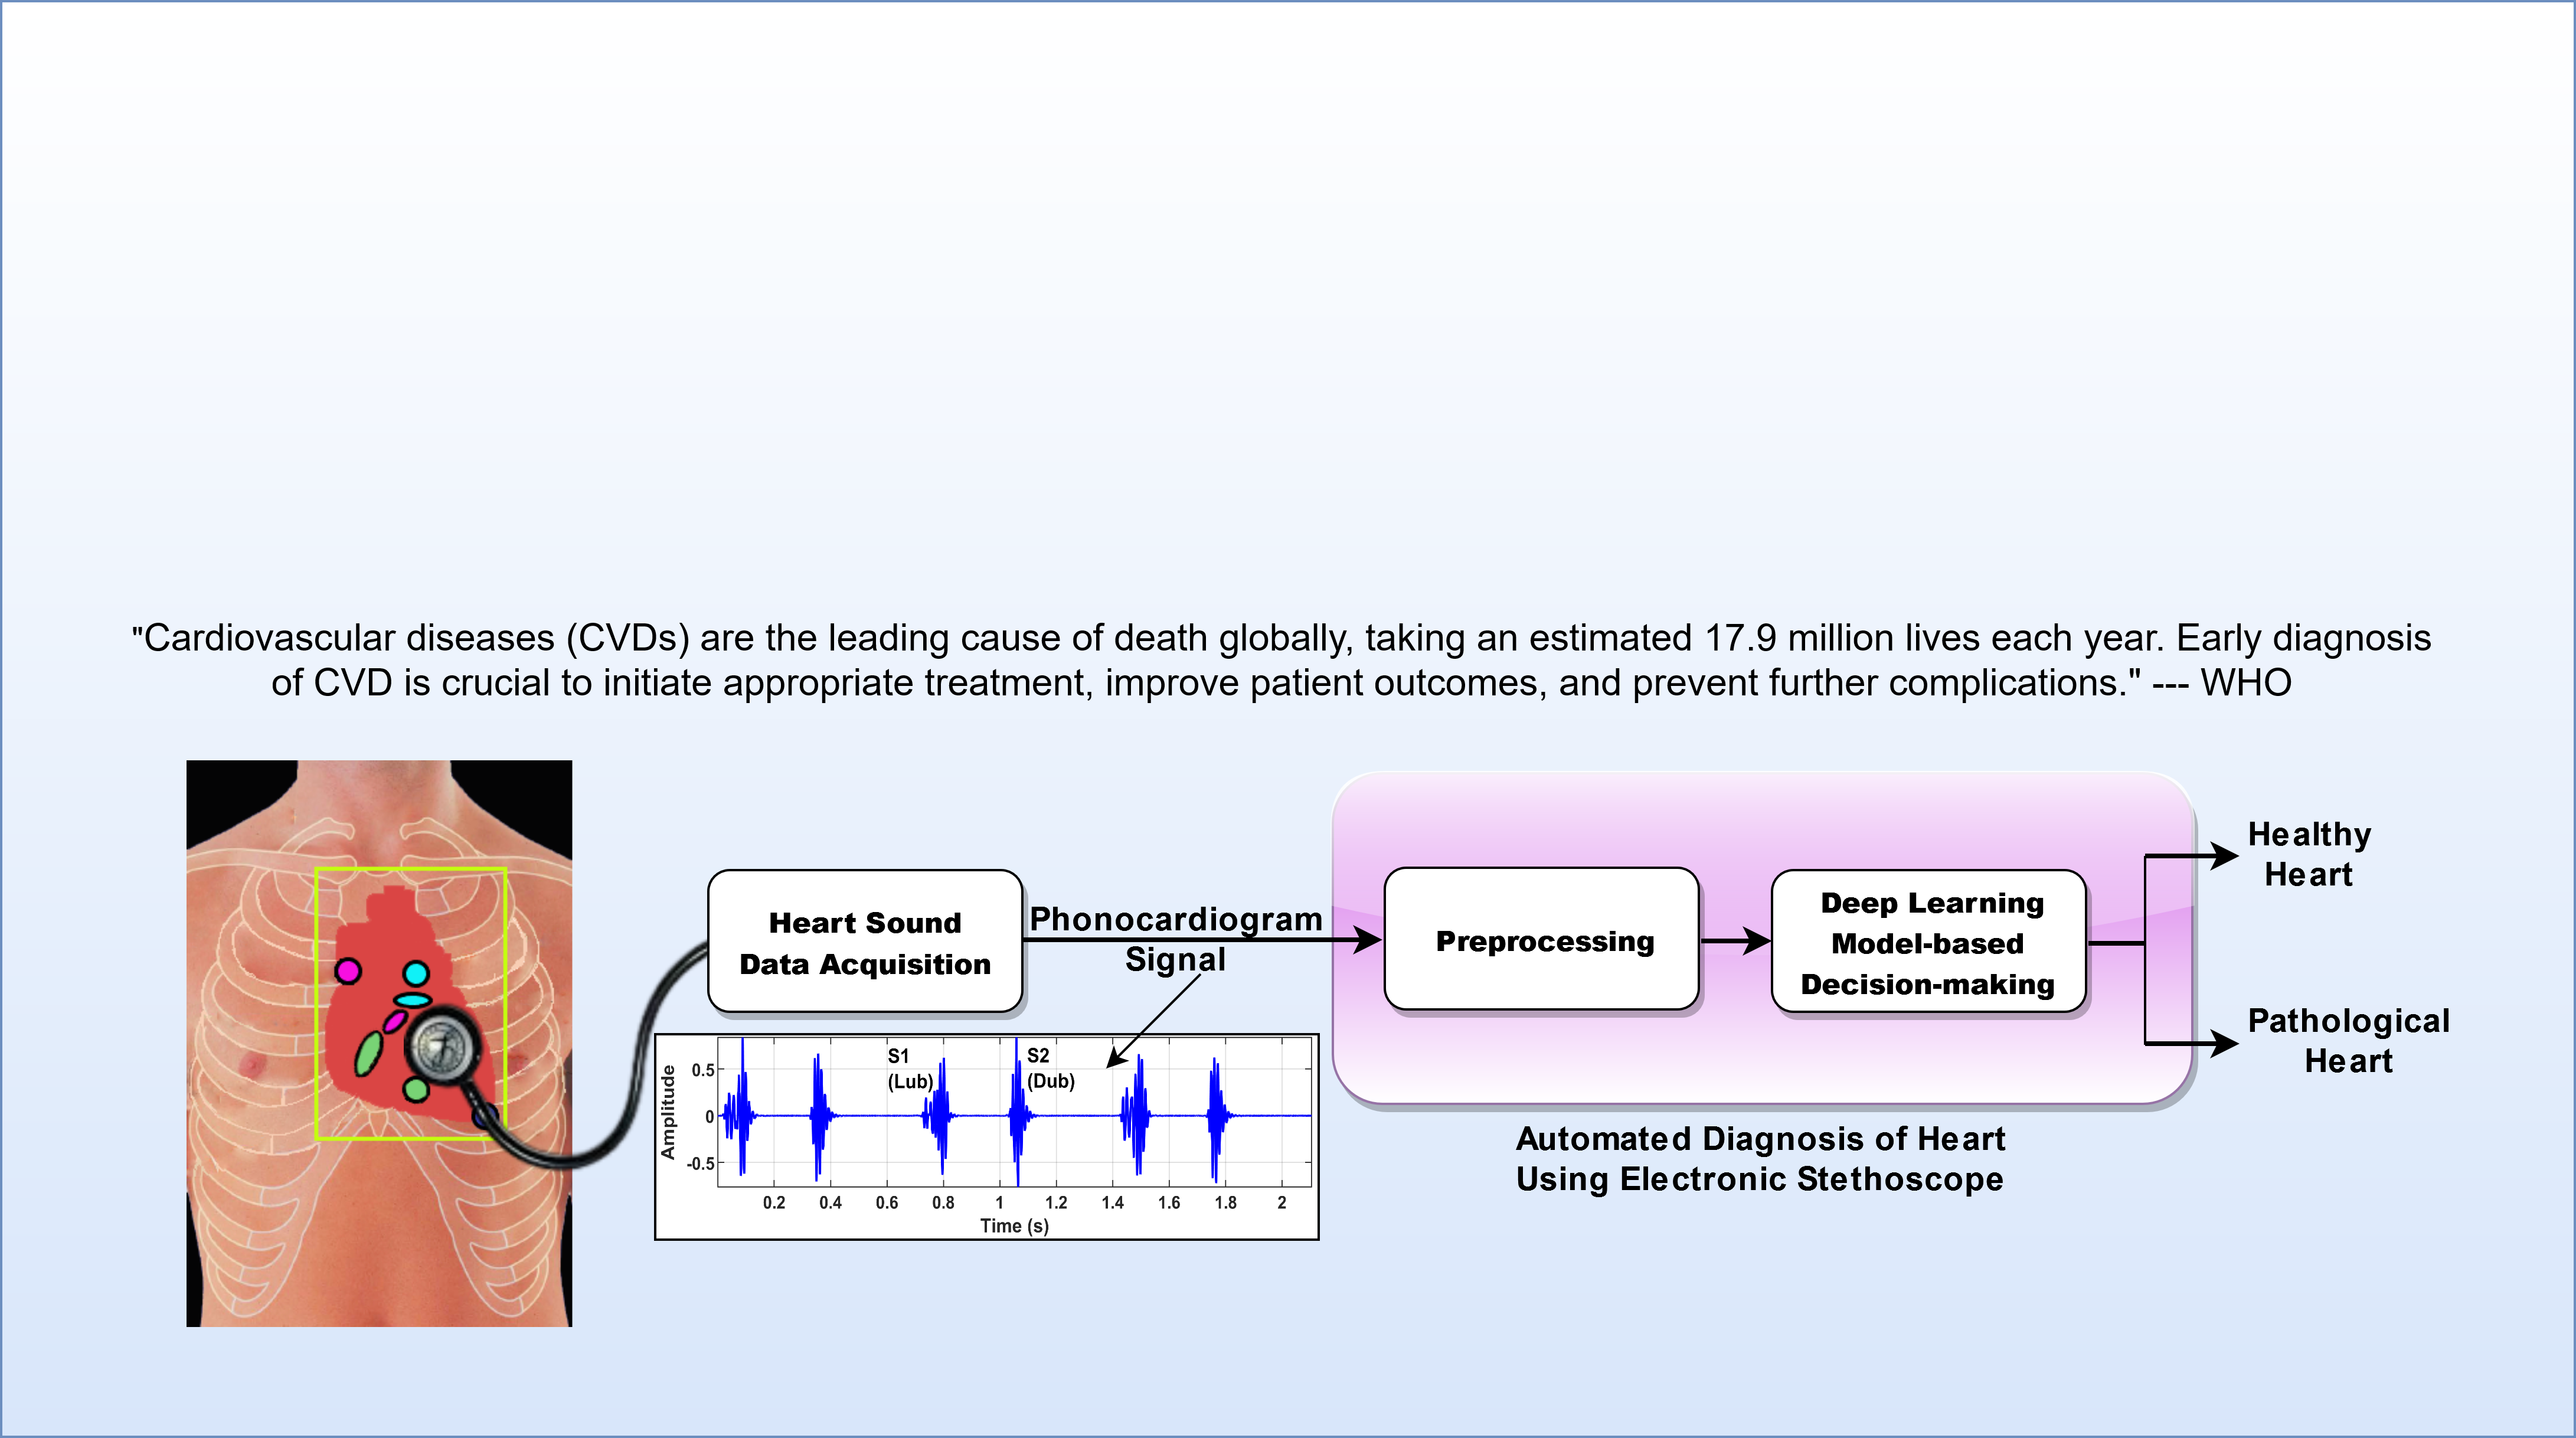 "Cardiovascular diseases (CVDs) are the leading cause of death globally, taking an estimated 17.9 million lives each year. Early diagnosis
of CVD is crucial to initiate appropriate treatment, improve patient outcomes, and prevent further complications." --- WHO
Heart Sound
Data Acquisition
Phonocardiogram
Signal
Preprocessing
Deep Learning
Model-based
Decision-making
Healthy
Heart
Pathological
Heart
S1
(Lub)
S2
(Dub)
Amplitude
0.5
0
-0.5
0.2 0.4 0.6 0.8 1 1.2 1.4 1.6 1.8 2
Time (s)
Automated Diagnosis of Heart
Using Electronic Stethoscope